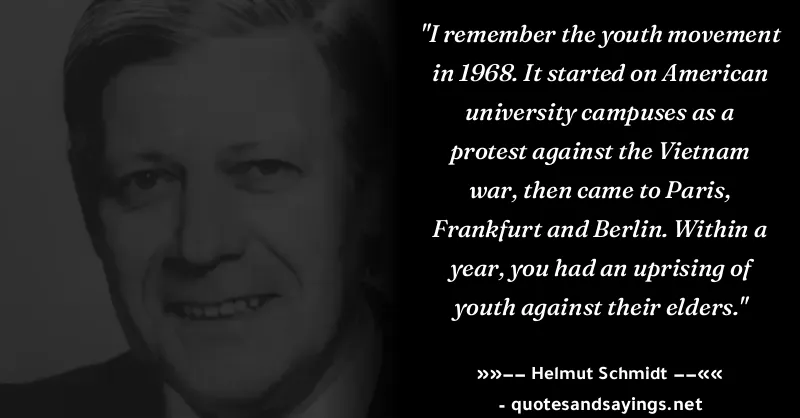 "I remember the youth movement
in 1968. It started on American
university campuses as a
protest against the Vietnam
war, then came to Paris,
Frankfurt and Berlin. Within a
year, you had an uprising of
youth against their elders."
»»−− Helmut Schmidt −−««
- quotesandsayings.net